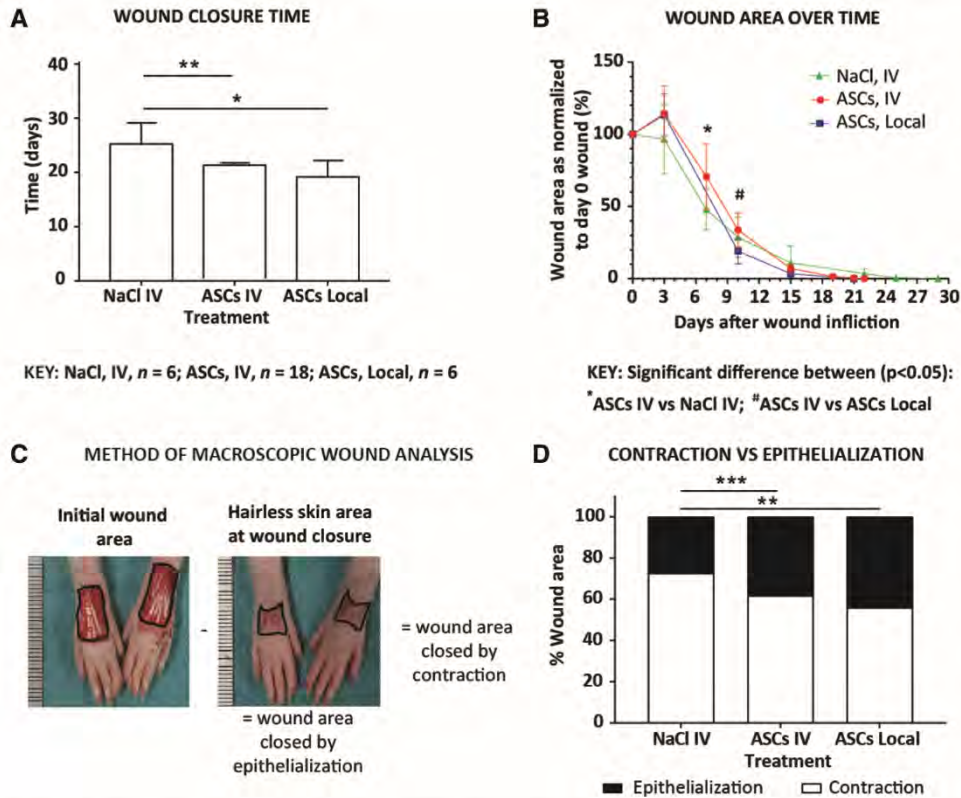 A
WOUND CLOSURE TIME
Time (days)
40
30
20
10
0
**
*
NaCl IV
ASCs IV
ASCs Local
Treatment
KEY: NaCl, IV, n = 6; ASCs, IV, n = 18; ASCs, Local, n = 6
B
WOUND AREA OVER TIME
Wound area as normalized
to day 0 wound (%)
150
100
50
0
*
#
NaCl, IV
ASCs, IV
ASCs, Local
0 3 6 9 12 15 18 21 24 27 30
Days after wound infliction
KEY: Significant difference between (p<0.05):
*ASCs IV vs NaCl IV; #ASCs IV vs ASCs Local
C
METHOD OF MACROSCOPIC WOUND ANALYSIS
Initial wound
area
-
Hairless skin area
at wound closure
= wound area
closed by
contraction
= wound area
closed by
epithelialization
D
CONTRACTION VS EPITHELIALIZATION
% Wound area
***
**
100
80
60
40
20
0
NaCl IV
ASCs IV
ASCs Local
Treatment
Epithelialization
Contraction